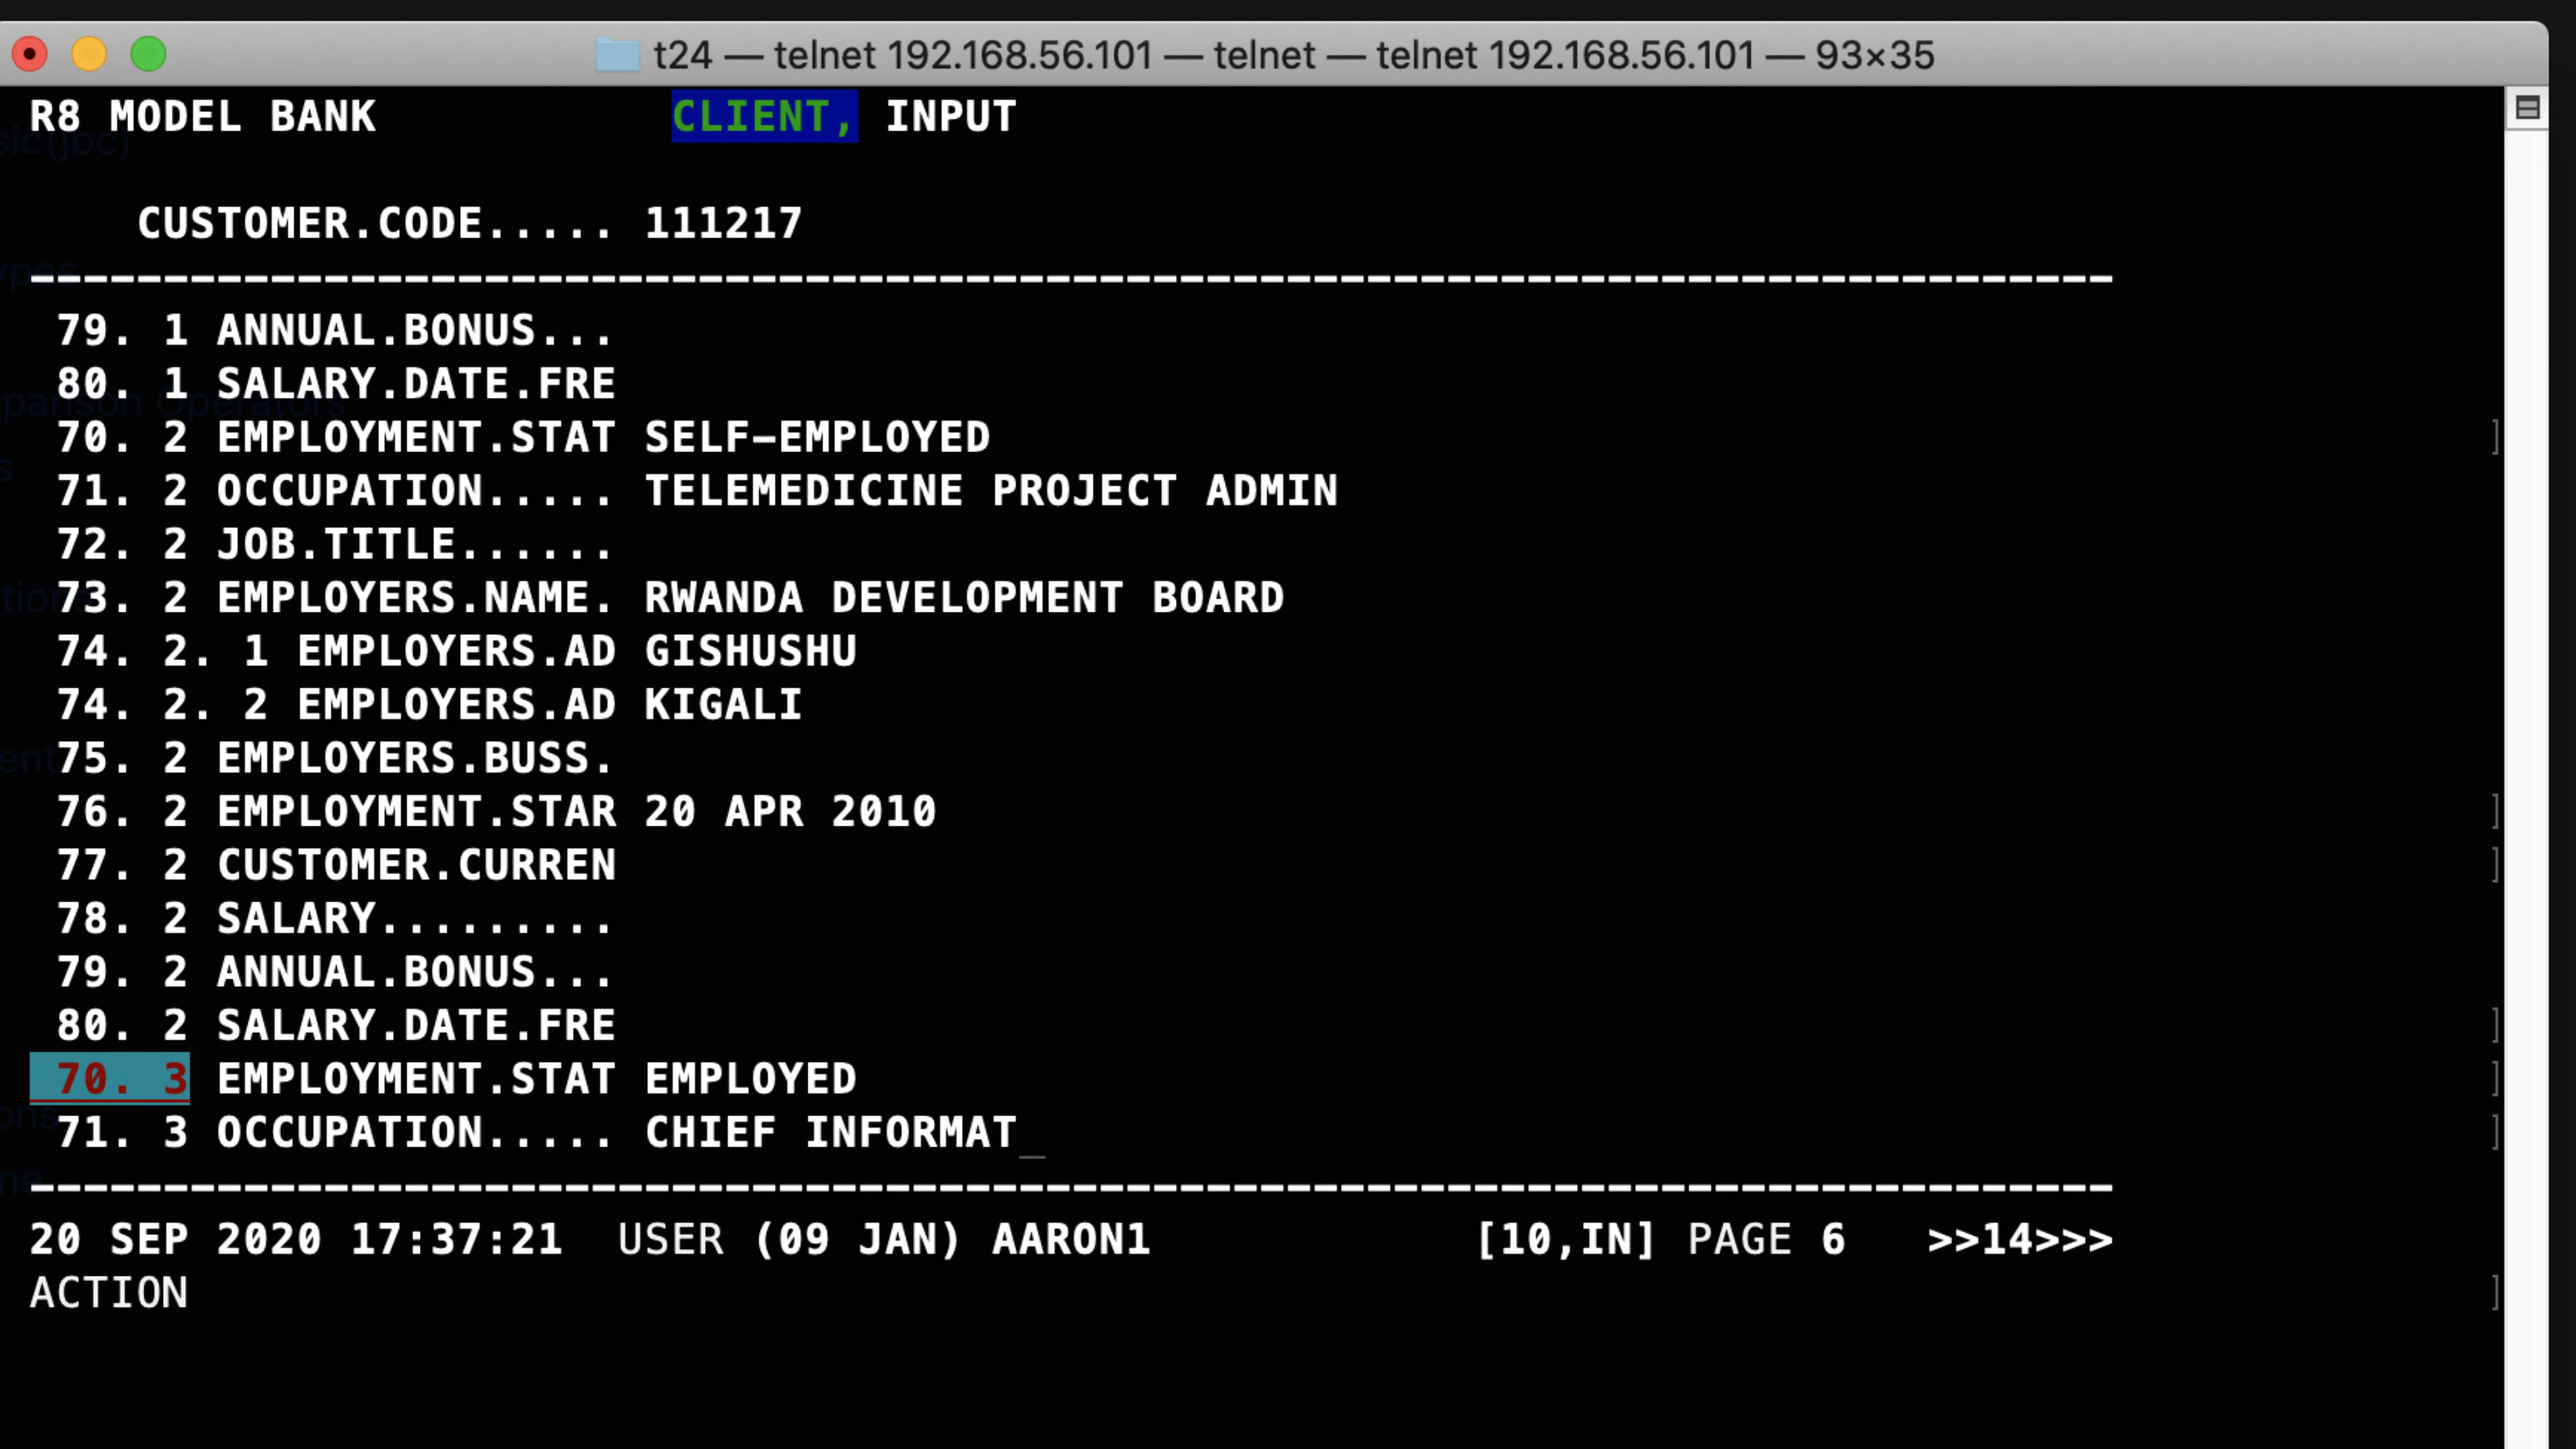 t24 — telnet 192.168.56.101 — telnet — telnet 192.168.56.101 — 93×35
R8 MODEL BANK CLIENT, INPUT
CUSTOMER.CODE..... 111217
--------------------------------------------------------------------------------
79. 1 ANNUAL.BONUS...
80. 1 SALARY.DATE.FRE
70. 2 EMPLOYMENT.STAT SELF-EMPLOYED ]
71. 2 OCCUPATION..... TELEMEDICINE PROJECT ADMIN
72. 2 JOB.TITLE......
73. 2 EMPLOYERS.NAME. RWANDA DEVELOPMENT BOARD
74. 2. 1 EMPLOYERS.AD GISHUSHU
74. 2. 2 EMPLOYERS.AD KIGALI
75. 2 EMPLOYERS.BUSS.
76. 2 EMPLOYMENT.STAR 20 APR 2010 ]
77. 2 CUSTOMER.CURREN ]
78. 2 SALARY.........
79. 2 ANNUAL.BONUS...
80. 2 SALARY.DATE.FRE ]
70. 3 EMPLOYMENT.STAT EMPLOYED ]
71. 3 OCCUPATION..... CHIEF INFORMAT_ ]
--------------------------------------------------------------------------------
20 SEP 2020 17:37:21 USER (09 JAN) AARON1 [10,IN] PAGE 6 >>14>>>
ACTION ]